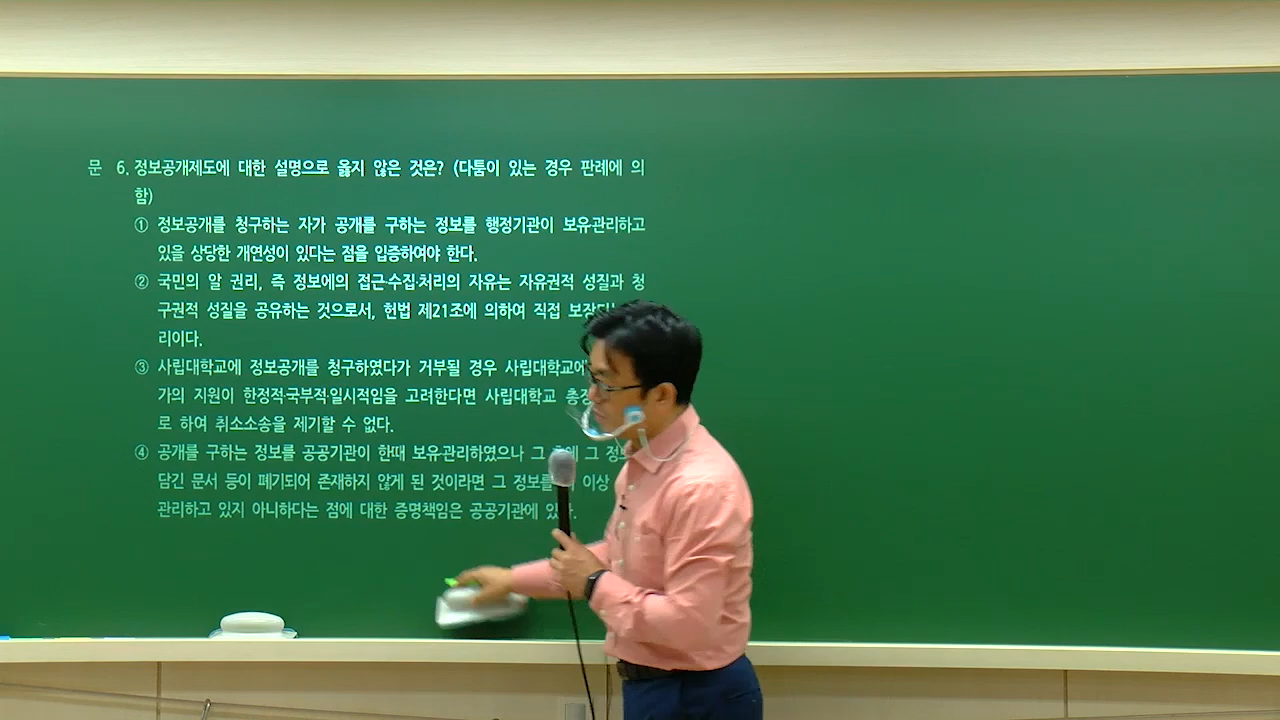 문 6. 정보공개제도에 대한 설명으로 옳지 않은 것은? (다툼이 있는 경우 판례에 의
함)
① 정보공개를 청구하는 자가 공개를 구하는 정보를 행정기관이 보유관리하고
있을 상당한 개연성이 있다는 점을 입증하여야 한다.
② 국민의 알 권리, 즉 정보에의 접근·수집·처리의 자유는 자유권적 성질과 청
구권적 성질을 공유하는 것으로서, 헌법 제21조에 의하여 직접
리이다.
③ 사립대학교에 정보공개를 청구하였다가 거부될 경우 사립대학교에
가의 지원이 한정적·국부적·일시적임을 고려한다면 사립대학교
로 하여 취소소송을 제기할 수 없다.
④ 공개를 구하는 정보를 공공기관이 한때 보유관리하였으나 그 그
담긴 문서 등이 폐기되어 존재하지 않게 된 것이라면 그 정보를 이상
관리하고 있지 아니하다는 점에 대한 증명책임은 공공기관에